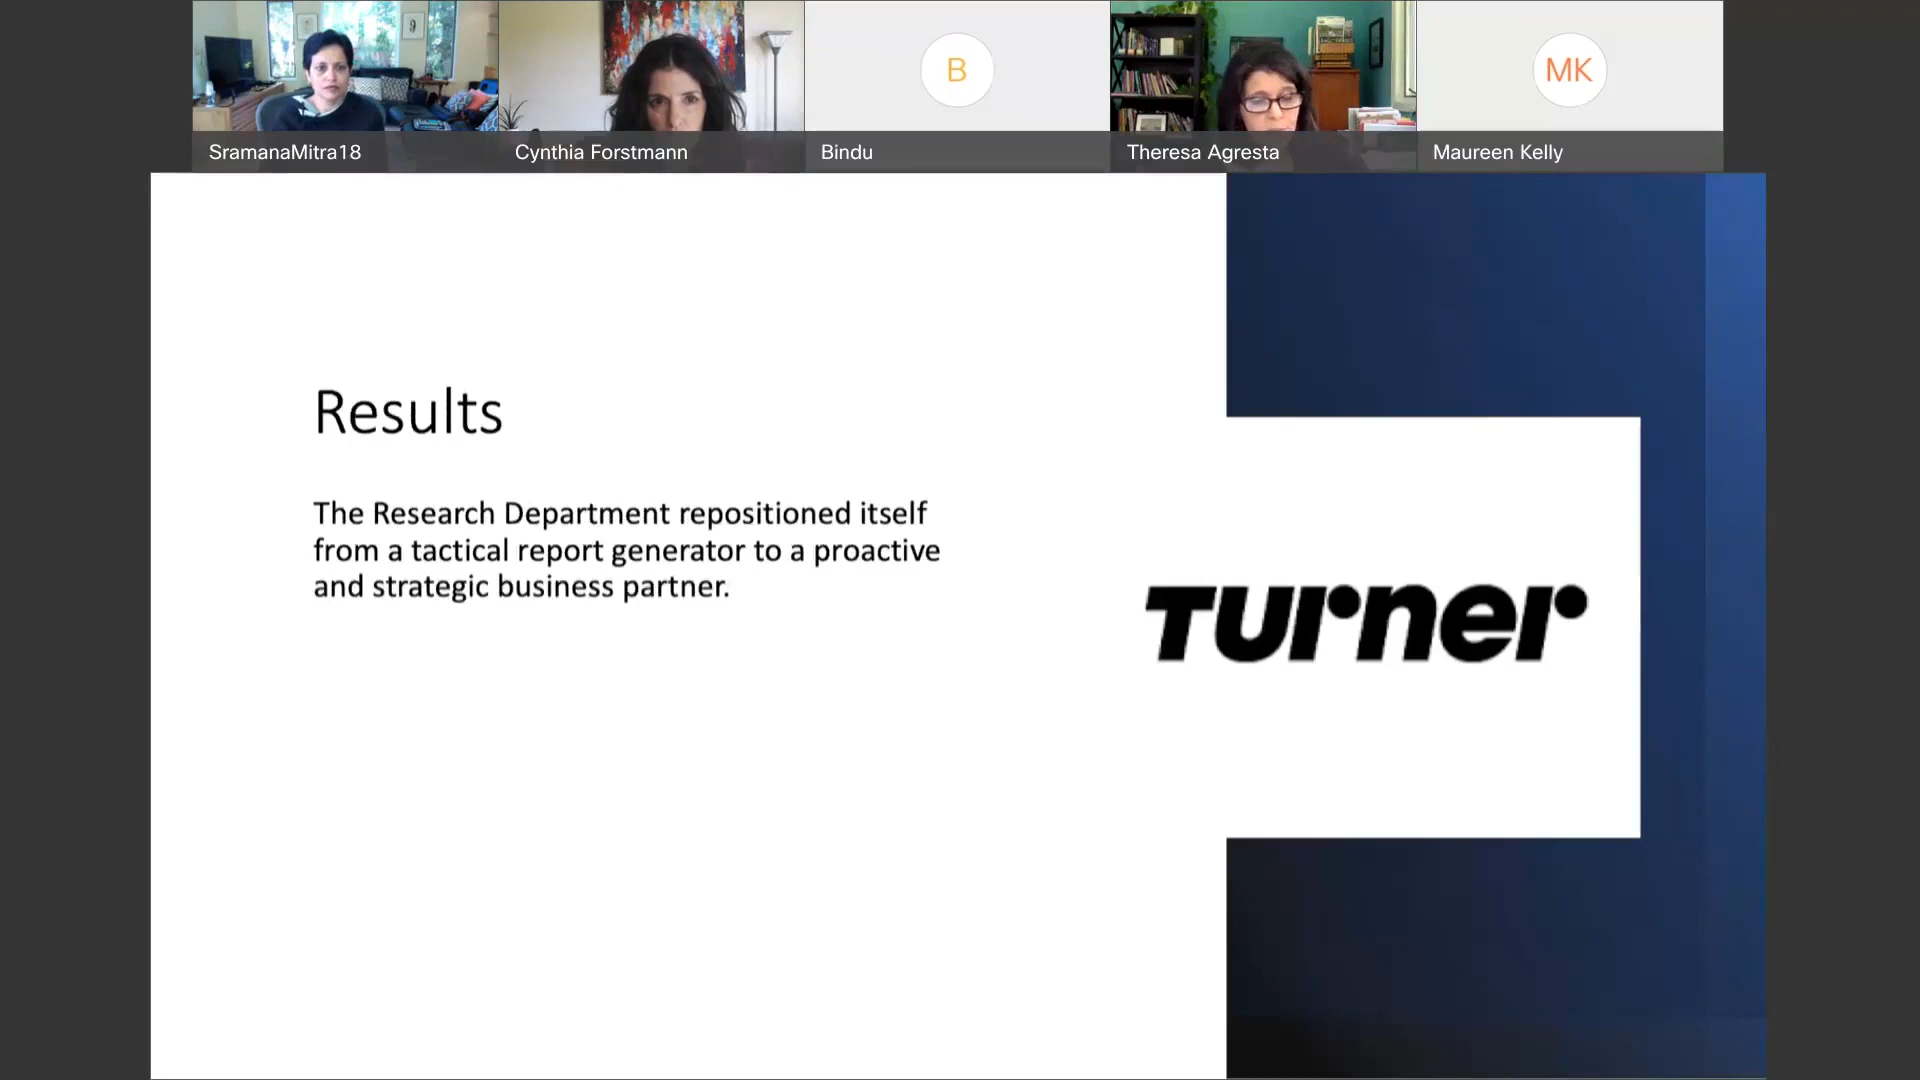 B
MK
SramanaMitra18
Cynthia Forstmann
Bindu
Theresa Agresta
Maureen Kelly
Results
The Research Department repositioned itself
from a tactical report generator to a proactive
and strategic business partner.
Turner